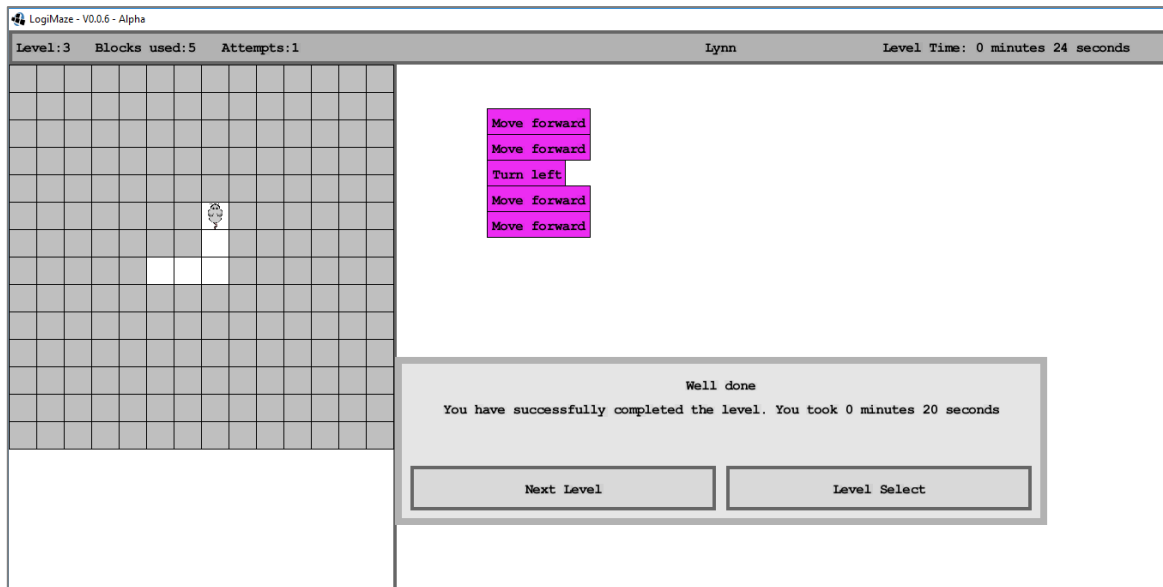 LogiMaze - V0.0.6 - Alpha
Level:3 Blocks used:5 Attempts:1 Lynn Level Time: 0 minutes 24 seconds
Move forward
Move forward
Turn left
Move forward
Move forward
Well done
You have successfully completed the level. You took 0 minutes 20 seconds
Next Level Level Select